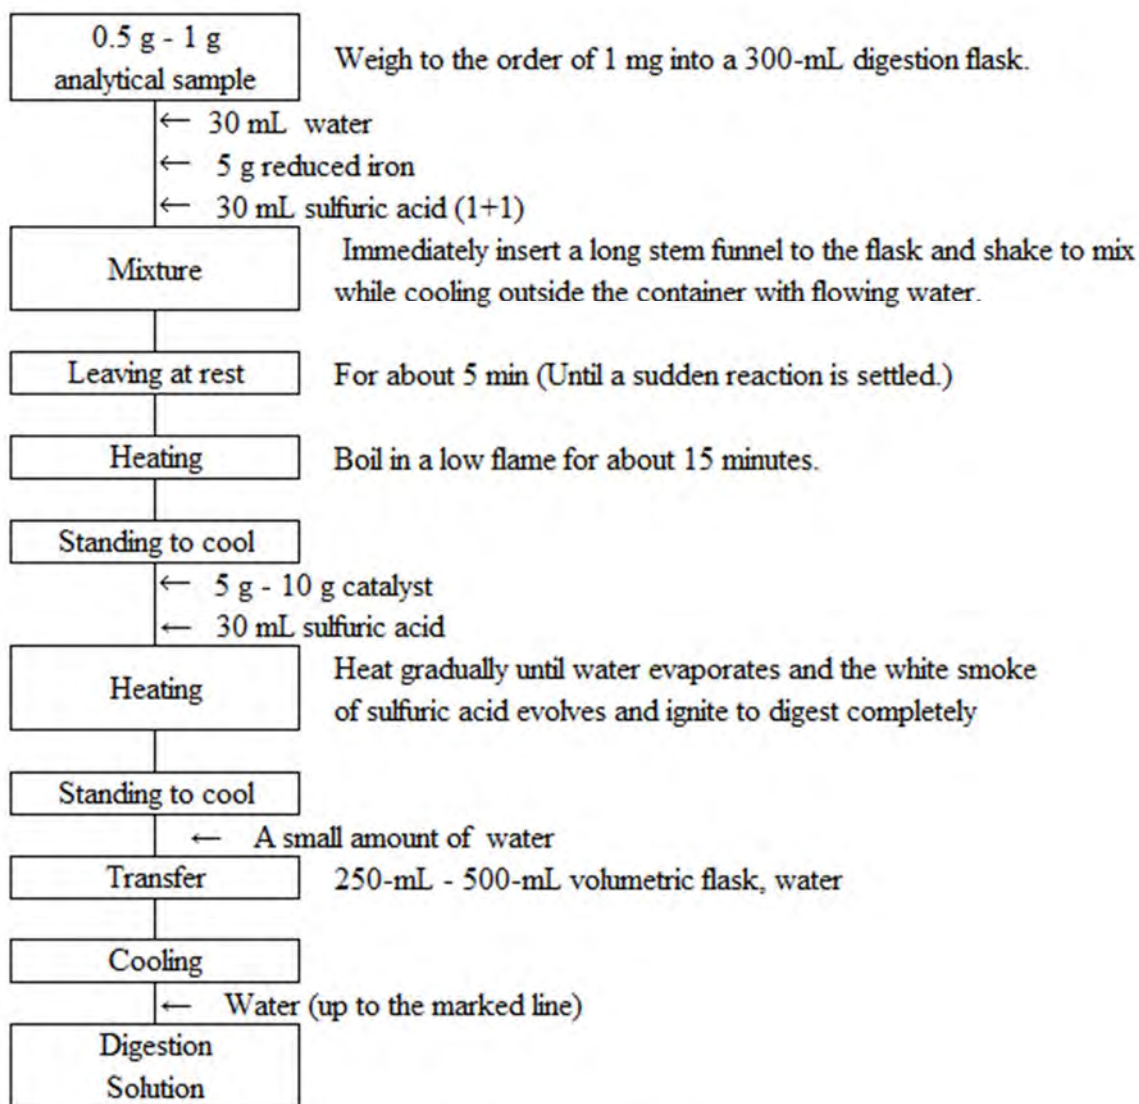 0.5 g - 1 g
analytical sample
Weigh to the order of 1 mg into a 300-mL digestion flask.
← 30 mL water
← 5 g reduced iron
← 30 mL sulfuric acid (1+1)
Mixture
Immediately insert a long stem funnel to the flask and shake to mix
while cooling outside the container with flowing water.
Leaving at rest
For about 5 min (Until a sudden reaction is settled.)
Heating
Boil in a low flame for about 15 minutes.
Standing to cool
← 5 g - 10 g catalyst
← 30 mL sulfuric acid
Heating
Heat gradually until water evaporates and the white smoke
of sulfuric acid evolves and ignite to digest completely
Standing to cool
← A small amount of water
Transfer
250-mL - 500-mL volumetric flask, water
Cooling
← Water (up to the marked line)
Digestion
Solution